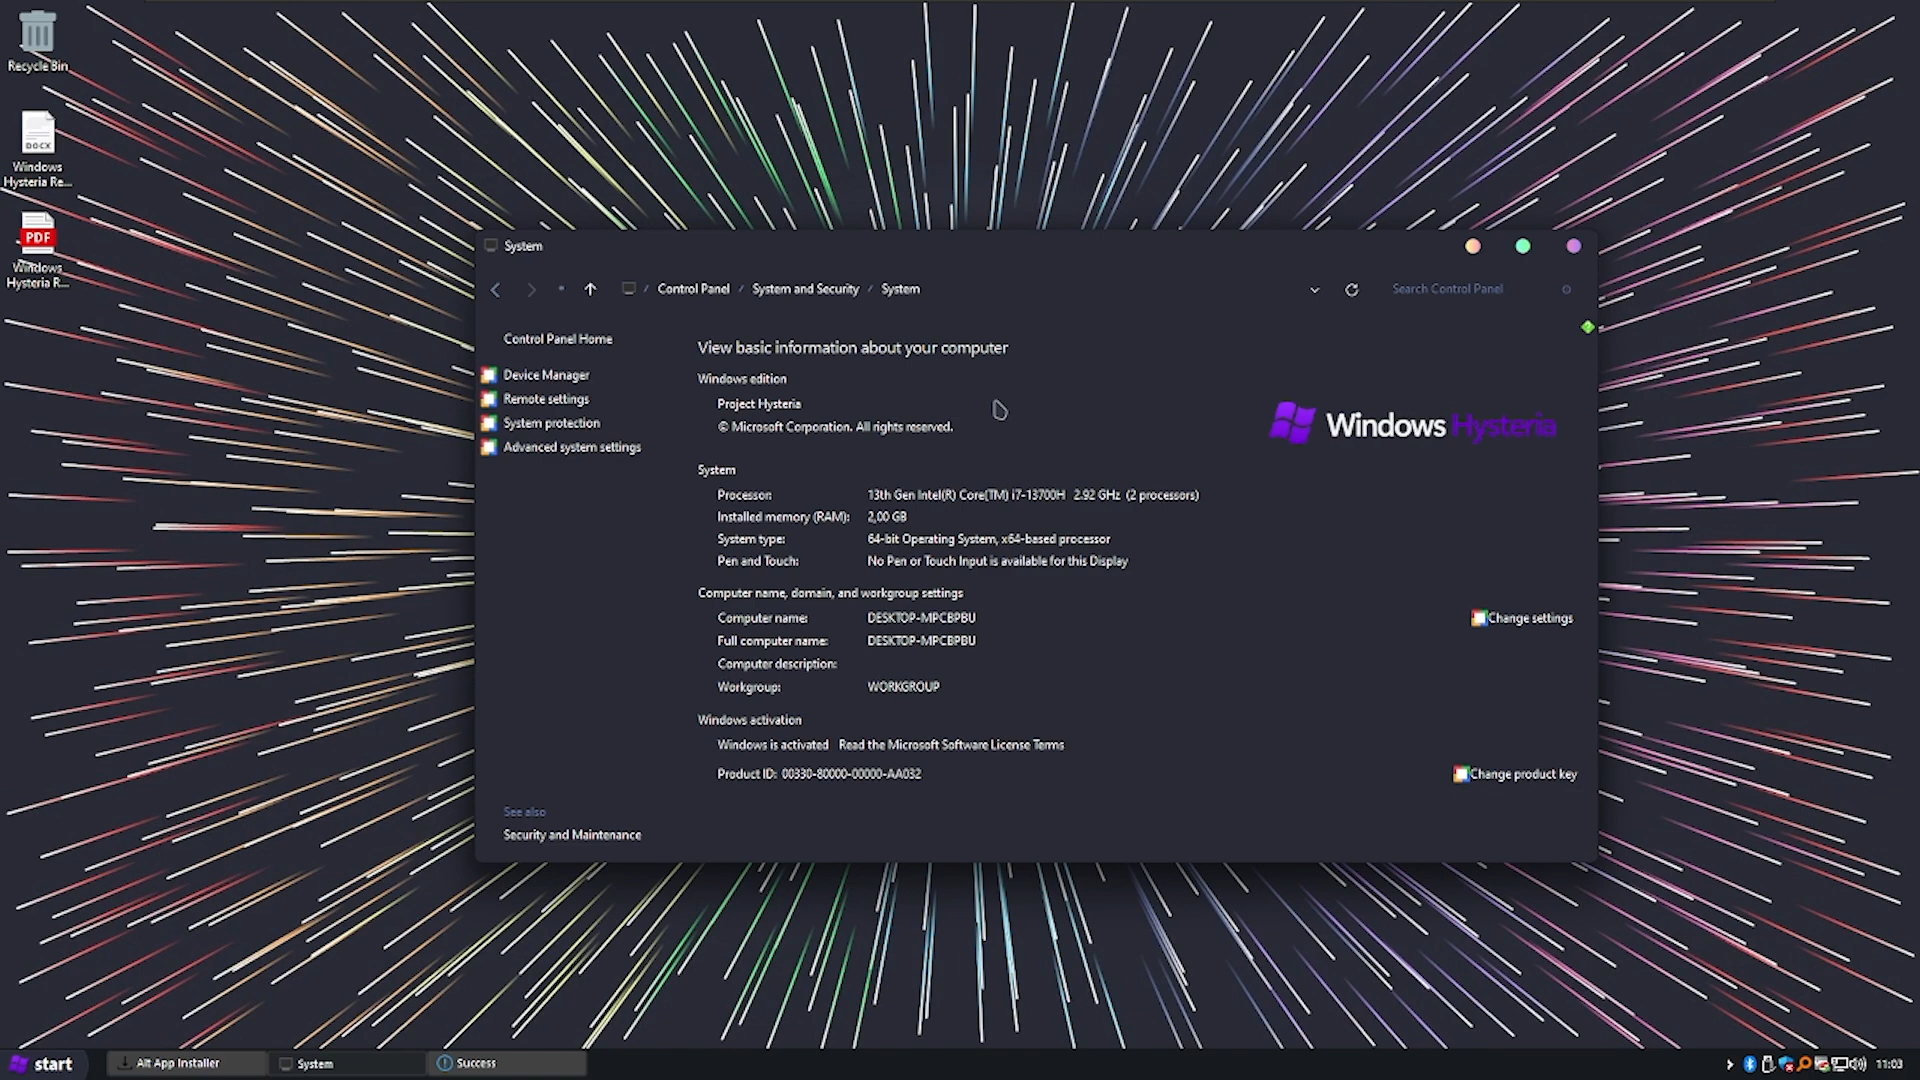 Recycle Bin
DOCX
Windows
Hysteria Re...
PDF
Windows
Hysteria R...
System
Control Panel / System and Security / System
Search Control Panel
Control Panel Home
Device Manager
Remote settings
System protection
Advanced system settings
See also
Security and Maintenance
View basic information about your computer
Windows edition
Project Hysteria
© Microsoft Corporation. All rights reserved.
Windows Hysteria
System
Processor: 13th Gen Intel(R) Core(TM) i7-13700H 2.92 GHz (2 processors)
Installed memory (RAM): 2,00 GB
System type: 64-bit Operating System, x64-based processor
Pen and Touch: No Pen or Touch Input is available for this Display
Computer name, domain, and workgroup settings
Computer name: DESKTOP-MPCBPBU
Change settings
Full computer name: DESKTOP-MPCBPBU
Computer description:
Workgroup: WORKGROUP
Windows activation
Windows is activated Read the Microsoft Software License Terms
Product ID: 00330-80000-00000-AA032
Change product key
start
Alt App Installer
System
Success
11:03